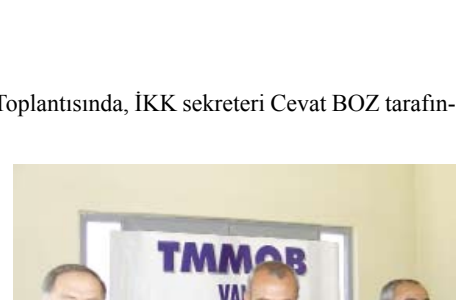 Toplantısında, İKK sekreteri Cevat BOZ tarafın-
TMMOB
VAN